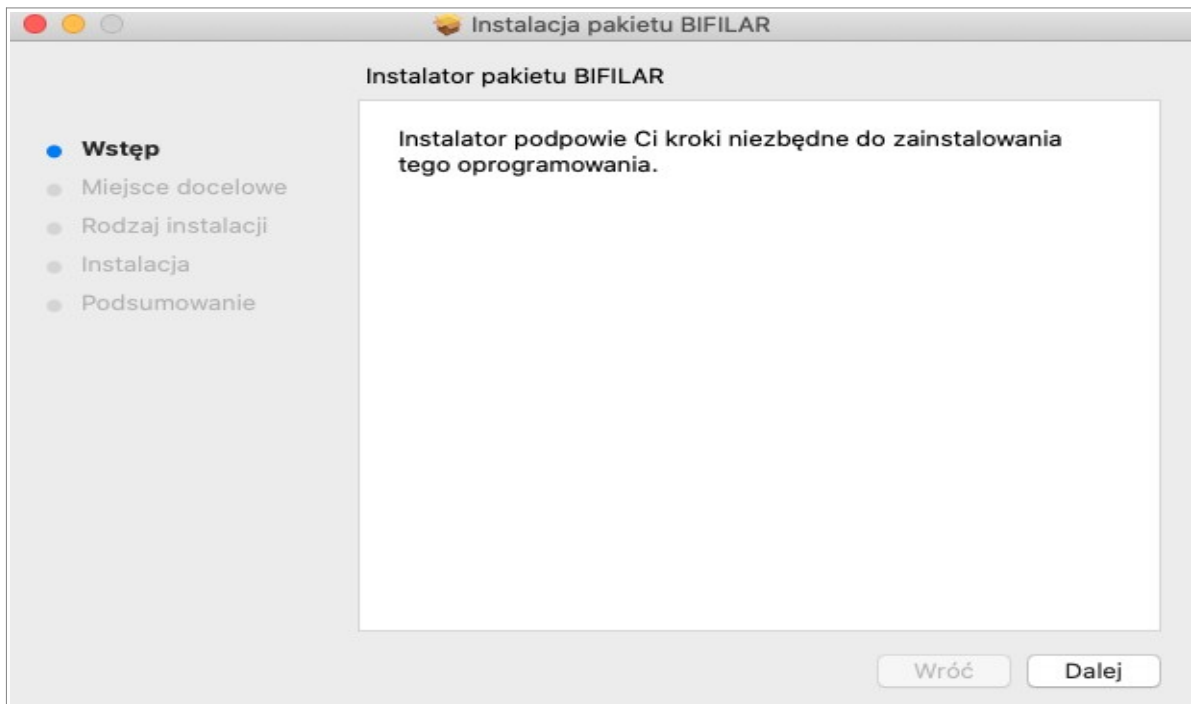 Instalacja pakietu BIFILAR
Instalator pakietu BIFILAR
Wstęp
Miejsce docelowe
Rodzaj instalacji
Instalacja
Podsumowanie
Instalator podpowie Ci kroki niezbędne do zainstalowania
tego oprogramowania.
Wróć
Dalej